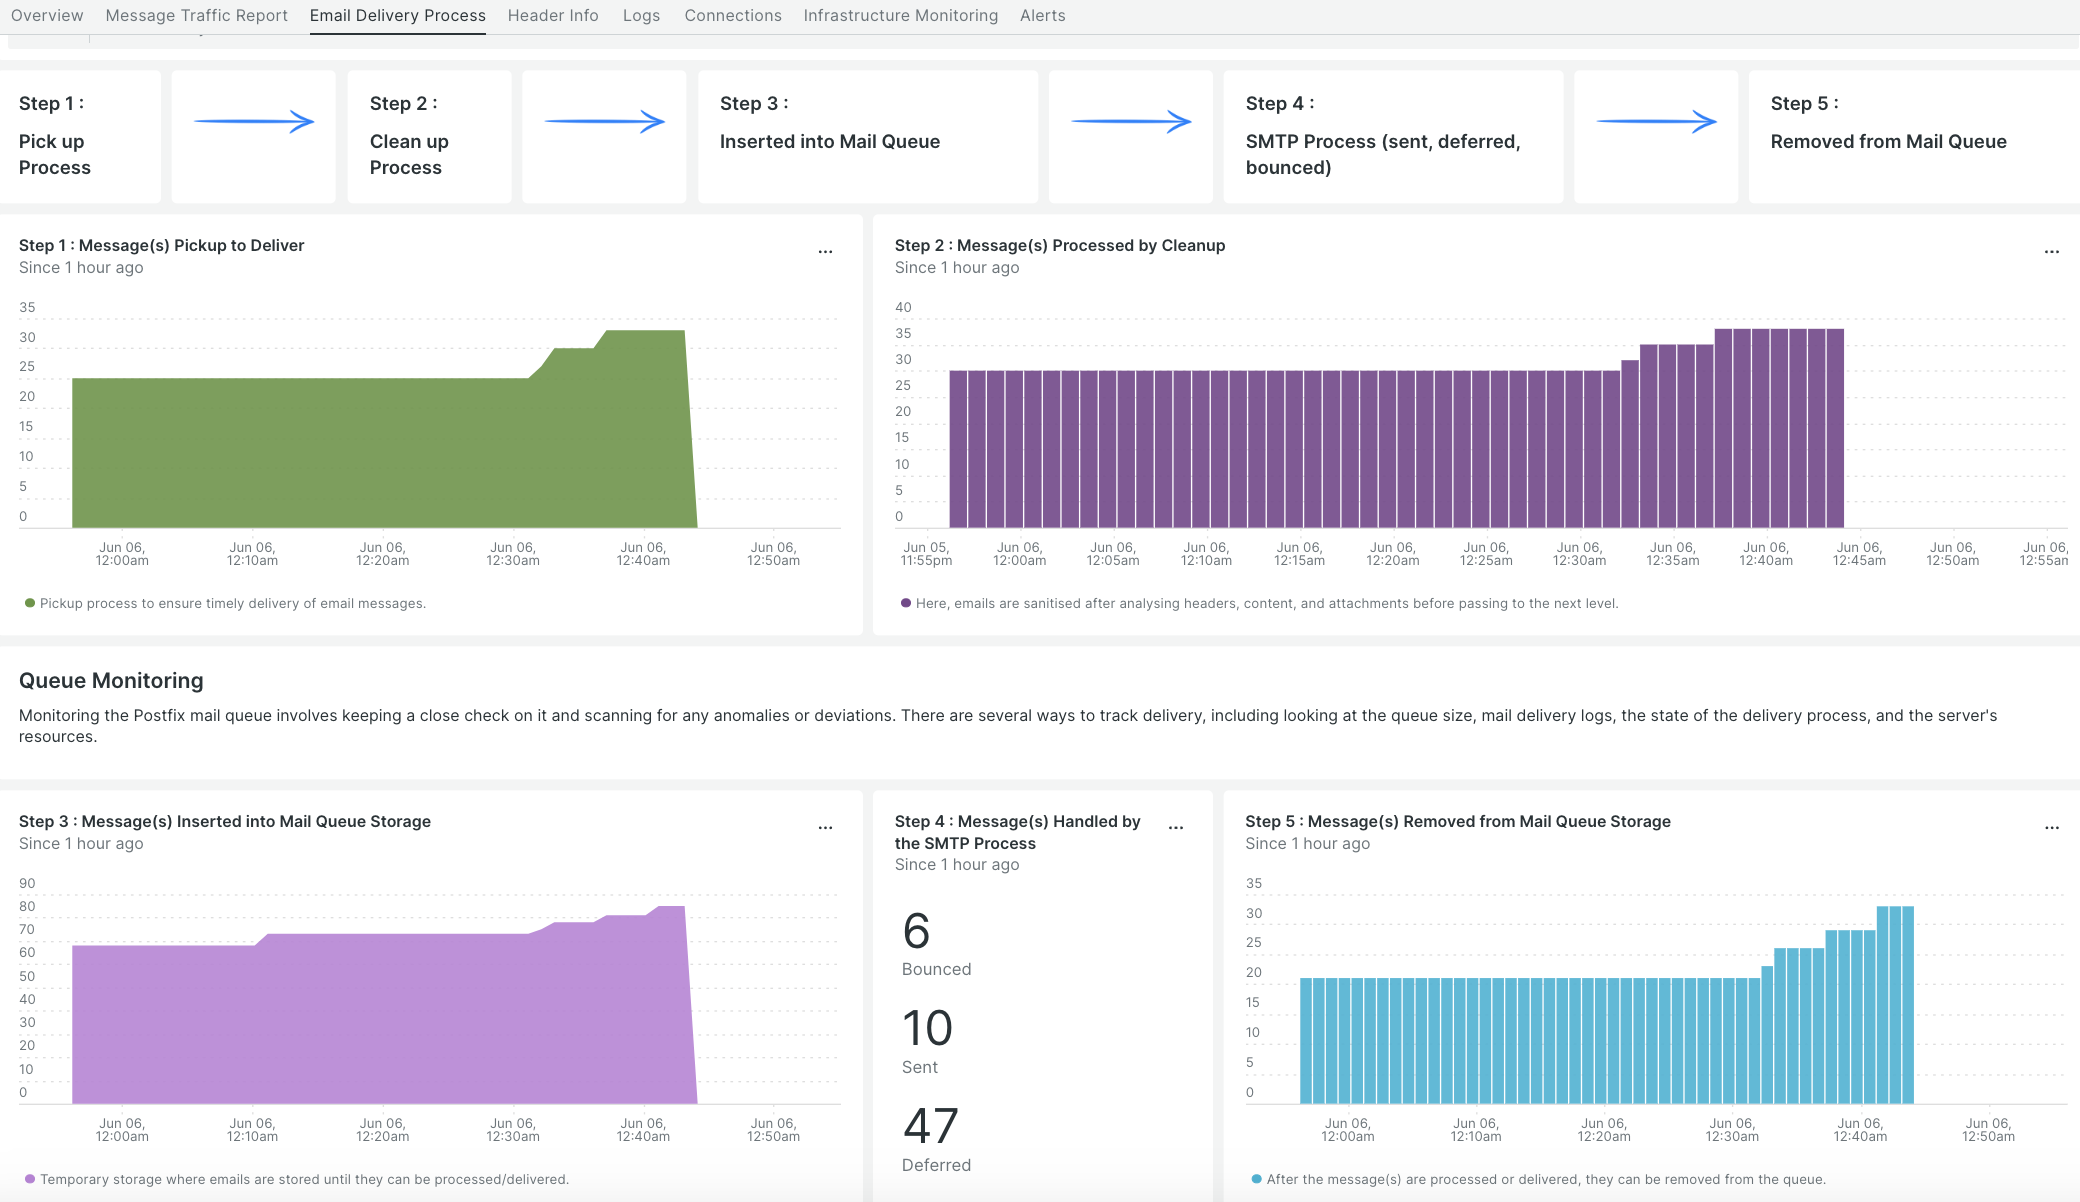 Overview Message Traffic Report Email Delivery Process Header Info Logs Connections Infrastructure Monitoring Alerts
Step 1 :
Pick up
Process
Step 2 :
Clean up
Process
Step 3 :
Inserted into Mail Queue
Step 4 :
SMTP Process (sent, deferred,
bounced)
Step 5 :
Removed from Mail Queue
Step 1 : Message(s) Pickup to Deliver
Since 1 hour ago
...
35
30
25
20
15
10
5
0
Jun 06,
12:00am
Jun 06,
12:10am
Jun 06,
12:20am
Jun 06,
12:30am
Jun 06,
12:40am
Jun 06,
12:50am
Pickup process to ensure timely delivery of email messages.
Step 2 : Message(s) Processed by Cleanup
Since 1 hour ago
...
40
35
30
25
20
15
10
5
0
Jun 05,
11:55pm
Jun 06,
12:00am
Jun 06,
12:05am
Jun 06,
12:10am
Jun 06,
12:15am
Jun 06,
12:20am
Jun 06,
12:25am
Jun 06,
12:30am
Jun 06,
12:35am
Jun 06,
12:40am
Jun 06,
12:45am
Jun 06,
12:50am
Jun 06,
12:55am
Here, emails are sanitised after analysing headers, content, and attachments before passing to the next level.
Queue Monitoring
Monitoring the Postfix mail queue involves keeping a close check on it and scanning for any anomalies or deviations. There are several ways to track delivery, including looking at the queue size, mail delivery logs, the state of the delivery process, and the server's
resources.
Step 3 : Message(s) Inserted into Mail Queue Storage
Since 1 hour ago
...
90
80
70
60
50
40
30
20
10
0
Jun 06,
12:00am
Jun 06,
12:10am
Jun 06,
12:20am
Jun 06,
12:30am
Jun 06,
12:40am
Jun 06,
12:50am
Temporary storage where emails are stored until they can be processed/delivered.
Step 4 : Message(s) Handled by
the SMTP Process
Since 1 hour ago
...
6
Bounced
10
Sent
47
Deferred
Step 5 : Message(s) Removed from Mail Queue Storage
Since 1 hour ago
...
35
30
25
20
15
10
5
0
Jun 06,
12:00am
Jun 06,
12:10am
Jun 06,
12:20am
Jun 06,
12:30am
Jun 06,
12:40am
Jun 06,
12:50am
After the message(s) are processed or delivered, they can be removed from the queue.